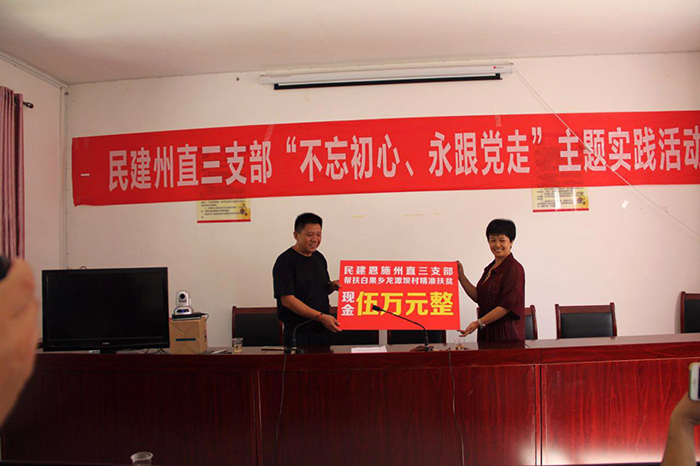 民建州直三支部“不忘初心、永跟党走”主题实践活动
民建恩施州直三支部
帮扶白果乡龙潭坝村精准扶贫
现金 伍万元整